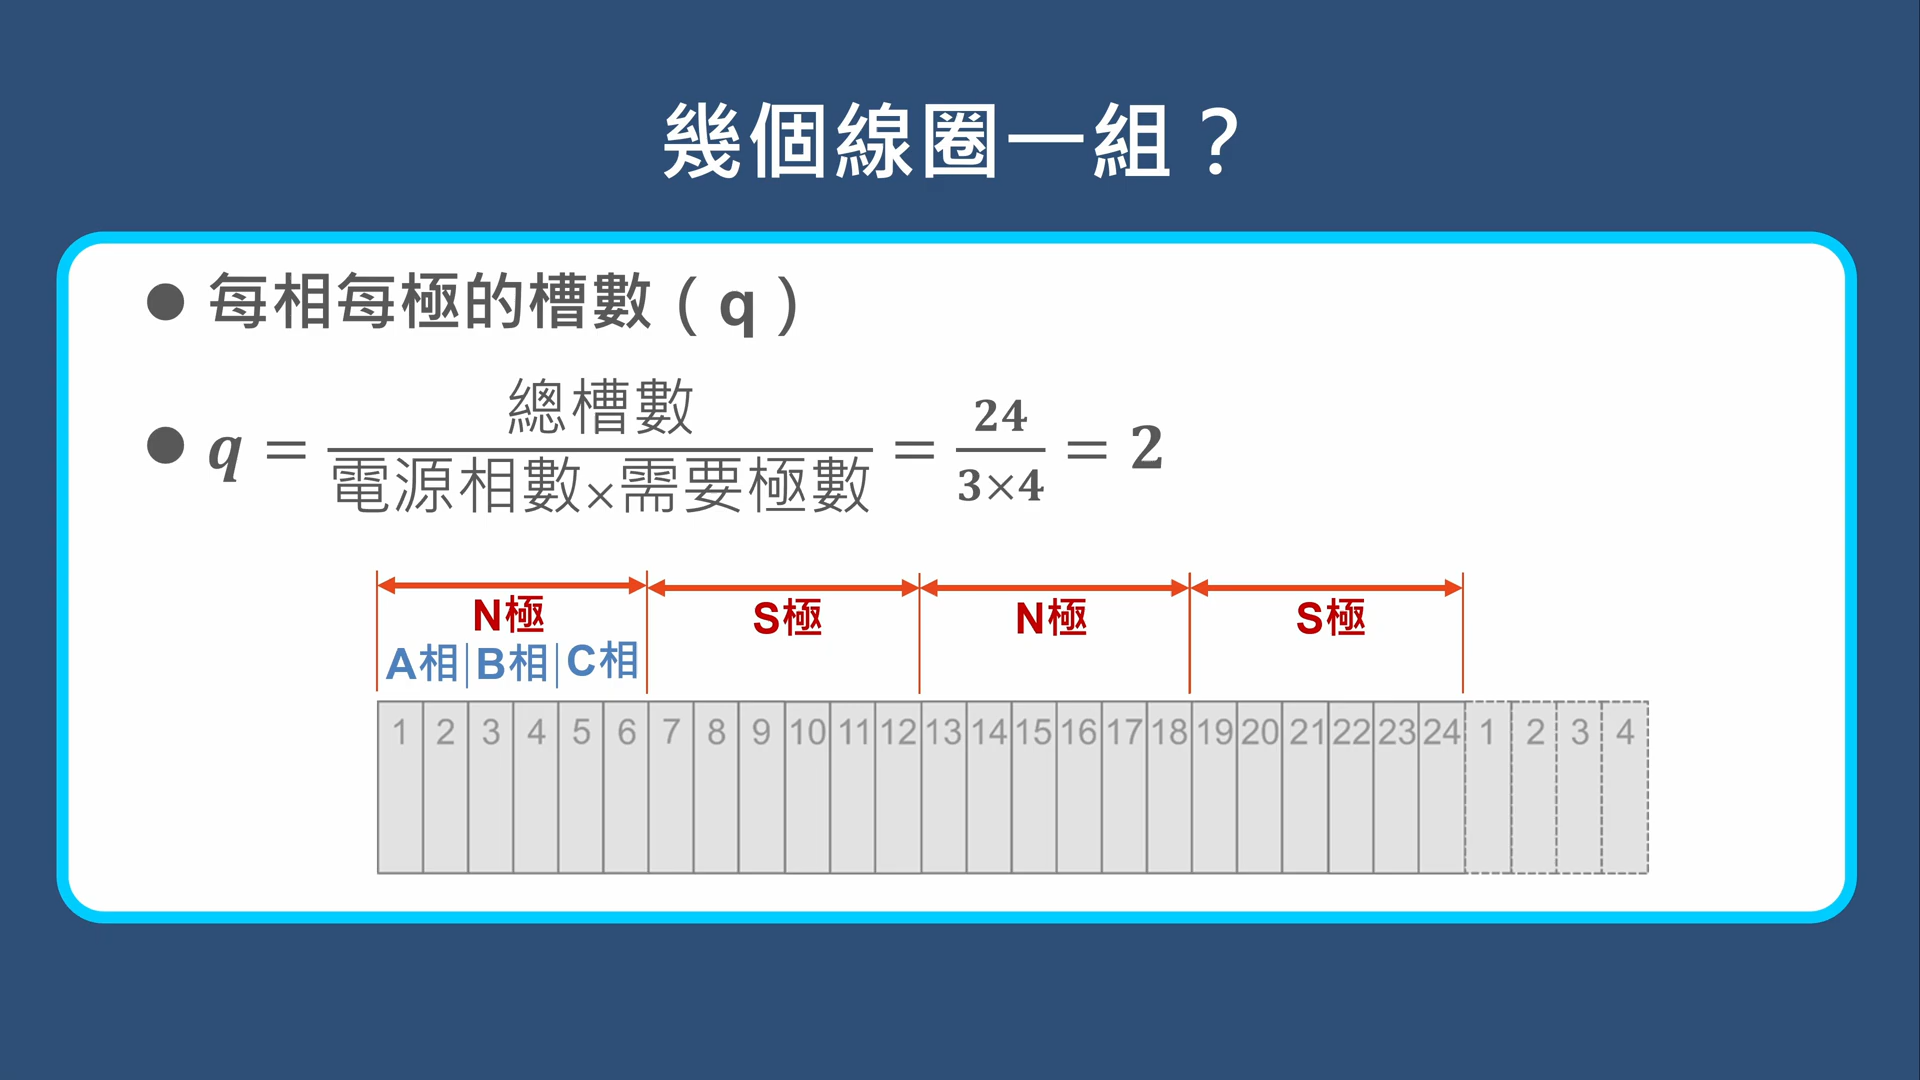 幾個線圈一組？
● 每相每極的槽數（q）
● q = 總槽數 / 電源相數×需要極數 = 24 / 3×4 = 2
N極 S極 N極 S極
A相 B相 C相
1 2 3 4 5 6 7 8 9 10 11 12 13 14 15 16 17 18 19 20 21 22 23 24 1 2 3 4